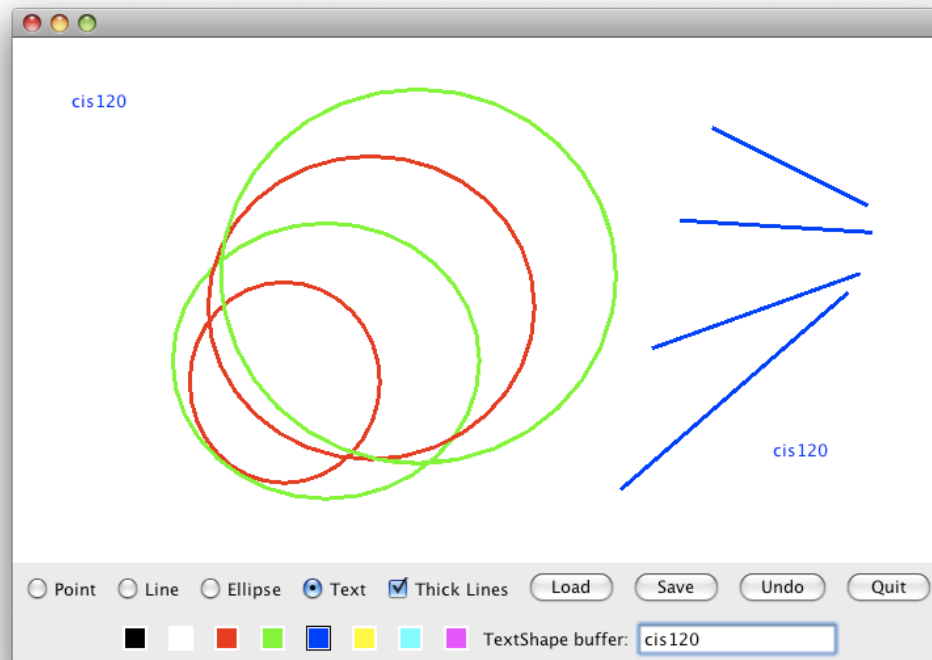 cis120
cis120
Point Line Ellipse Text Thick Lines Load Save Undo Quit
TextShape buffer: cis120